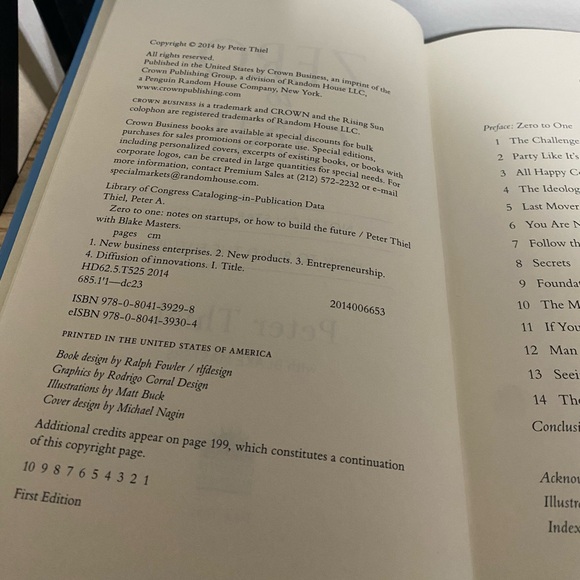 Copyright © 2014 by Peter Thiel
All rights reserved.
Published in the United States by Crown Business, an imprint of the
Crown Publishing Group, a division of Random House LLC,
a Penguin Random House Company, New York.
www.crownpublishing.com
CROWN BUSINESS is a trademark and CROWN and the Rising Sun
colophon are registered trademarks of Random House LLC.
Crown Business books are available at special discounts for bulk
purchases for sales promotions or corporate use. Special editions,
including personalized covers, excerpts of existing books, or books with
corporate logos, can be created in large quantities for special needs. For
more information, contact Premium Sales at (212) 572-2232 or e-mail
specialmarkets@randomhouse.com.
Library of Congress Cataloging-in-Publication Data
Thiel, Peter A.
Zero to one: notes on startups, or how to build the future / Peter Thiel
with Blake Masters.
pages cm
1. New business enterprises. 2. New products. 3. Entrepreneurship.
4. Diffusion of innovations. I. Title.
HD62.5.T525 2014
685.1'1—dc23
2014006653
ISBN 978-0-8041-3929-8
eISBN 978-0-8041-3930-4
PRINTED IN THE UNITED STATES OF AMERICA
Book design by Ralph Fowler / rlfdesign
Graphics by Rodrigo Corral Design
Illustrations by Matt Buck
Cover design by Michael Nagin
Additional credits appear on page 199, which constitutes a continuation
of this copyright page.
10 9 8 7 6 5 4 3 2 1
First Edition
Preface: Zero to One
1 The Challenge
2 Party Like It's
3 All Happy C
4 The Ideolog
5 Last Mover
6 You Are N
7 Follow th
8 Secrets
9 Founda
10 The M
11 If You
12 Man
13 Seei
14 The
Conclusi
Acknow
Illustra
Index